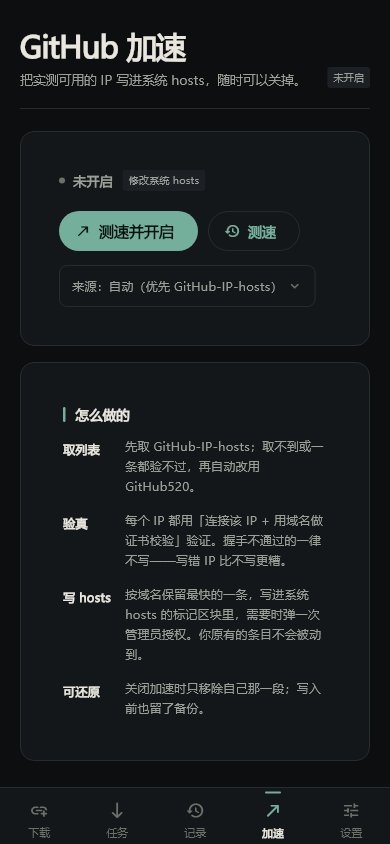 GitHub 加速
把实测可用的 IP 写进系统 hosts，随时可以关掉。
未开启
未开启
修改系统 hosts
测速并开启
测速
来源：自动（优先 GitHub-IP-hosts）
怎么做的
取列表
先取 GitHub-IP-hosts；取不到或一
条都验不过，再自动改用
GitHub520。
验真
每个 IP 都用「连接该 IP + 用域名做
证书校验」验证。握手不通过的一律
不写——写错 IP 比不写更糟。
写 hosts
按域名保留最快的一条，写进系统
hosts 的标记区块里，需要时弹一次
管理员授权。你原有的条目不会被动
到。
可还原
关闭加速时只移除自己那一段；写入
前也留了备份。
下载
任务
记录
加速
设置